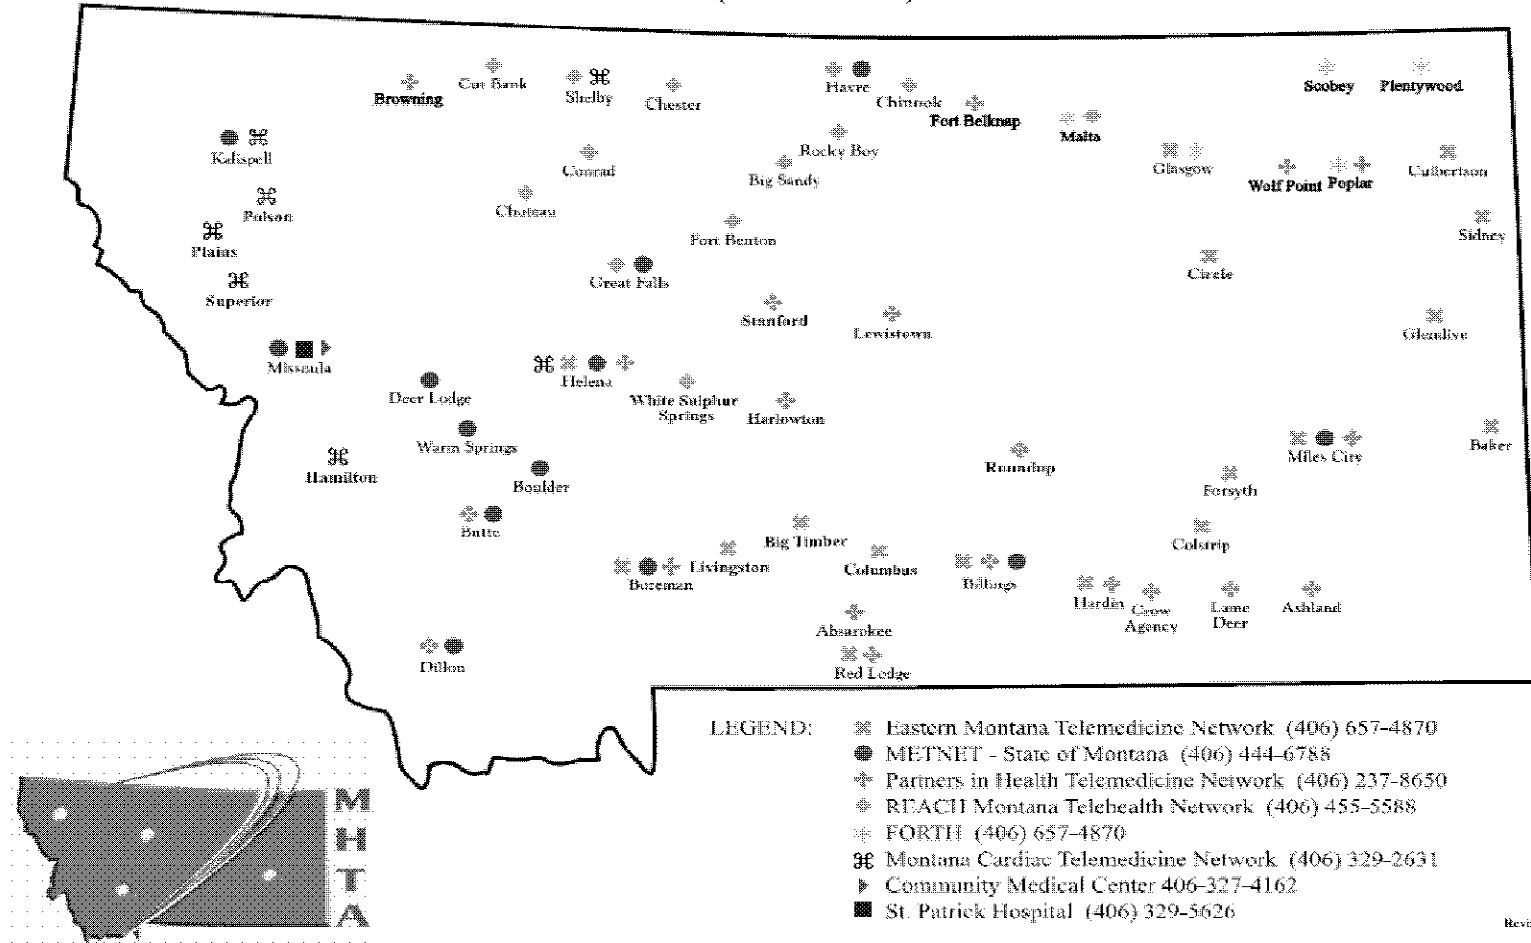 Browning
Cut Bank
Shelby
Chester
Havre
Chinook
Fort Belknap
Malta
Scobey
Plentywood
Kalispell
Conrad
Rocky Boy
Big Sandy
Glasgow
Wolf Point
Poplar
Culbertson
Polson
Choteau
Plains
Fort Benton
Sidney
Superior
Great Falls
Circle
Stanford
Lewistown
Glendive
Missoula
Deer Lodge
Helena
White Sulphur
Springs
Harlowton
Warm Springs
Roundup
Miles City
Baker
Hamilton
Boulder
Forsyth
Butte
Big Timber
Colstrip
Bozeman
Livingston
Columbus
Billings
Hardin
Crow
Agency
Lame
Deer
Ashland
Absarokee
Dillon
Red Lodge
LEGEND:
Eastern Montana Telemedicine Network (406) 657-4870
METNET - State of Montana (406) 444-6788
Partners in Health Telemedicine Network (406) 237-8650
REACH Montana Telehealth Network (406) 455-5588
FORTH (406) 657-4870
Montana Cardiac Telemedicine Network (406) 329-2631
Community Medical Center 406-327-4162
St. Patrick Hospital (406) 329-5626
M
H
T
A